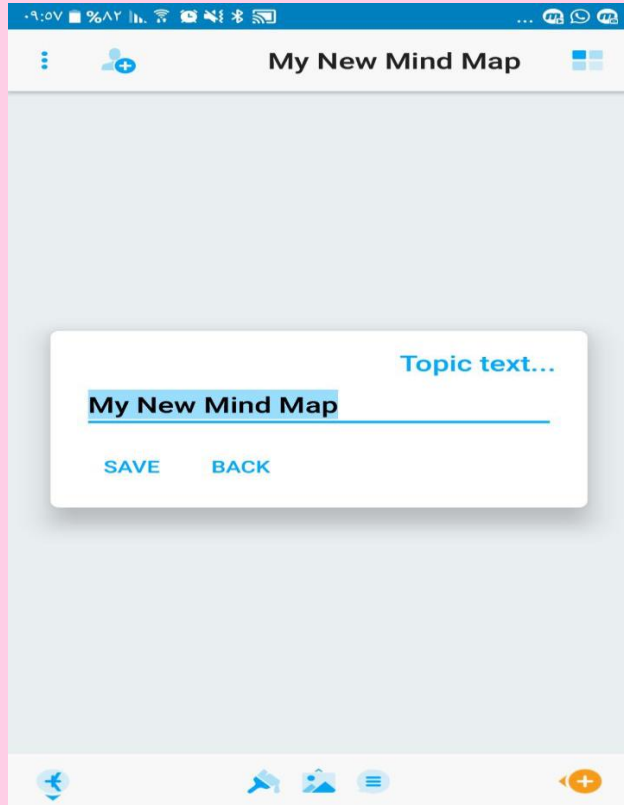 ٠٩:٥٧ %٨٢ ...
My New Mind Map
Topic text...
My New Mind Map
SAVE BACK